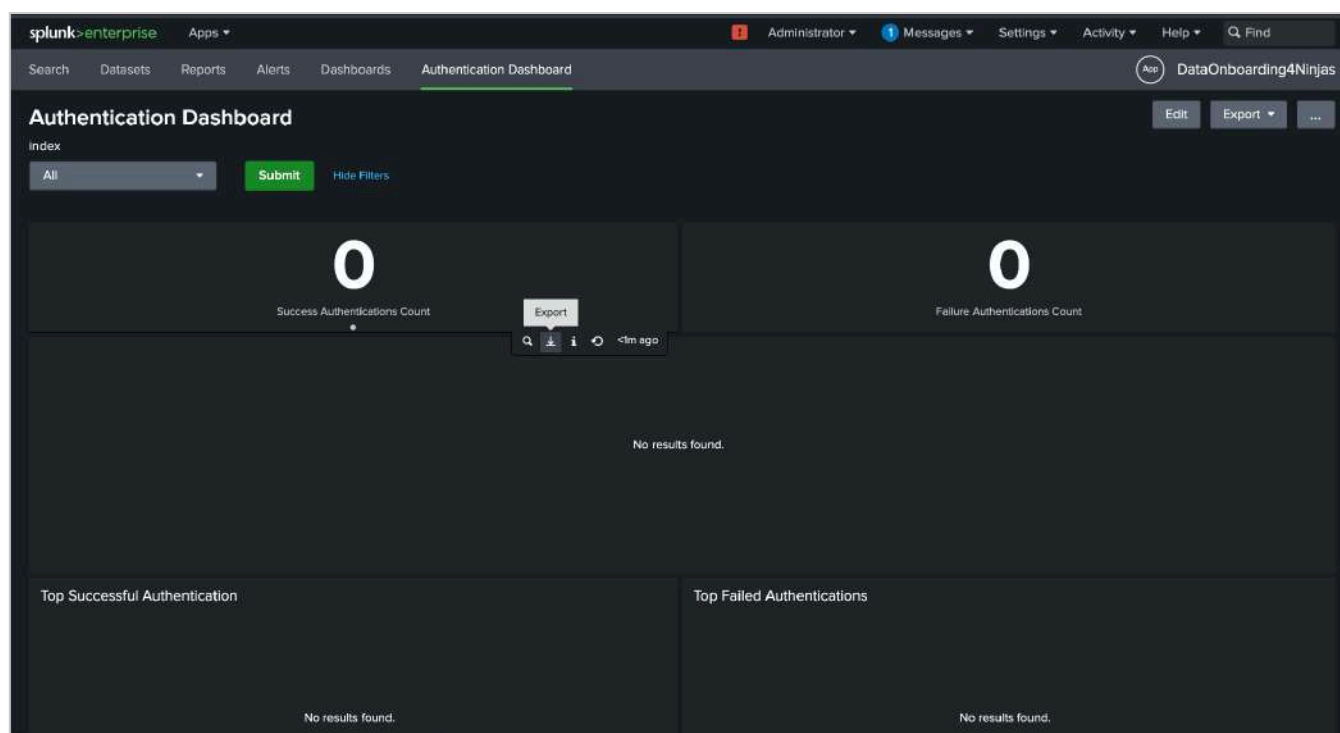 splunk>enterprise Apps Administrator 1 Messages Settings Activity Help Find
Search Datasets Reports Alerts Dashboards Authentication Dashboard App DataOnboarding4Ninjas
Authentication Dashboard Edit Export ...
index
All Submit Hide Filters
0 0
Success Authentications Count Export Failure Authentications Count
i <1m ago
No results found.
Top Successful Authentication Top Failed Authentications
No results found. No results found.